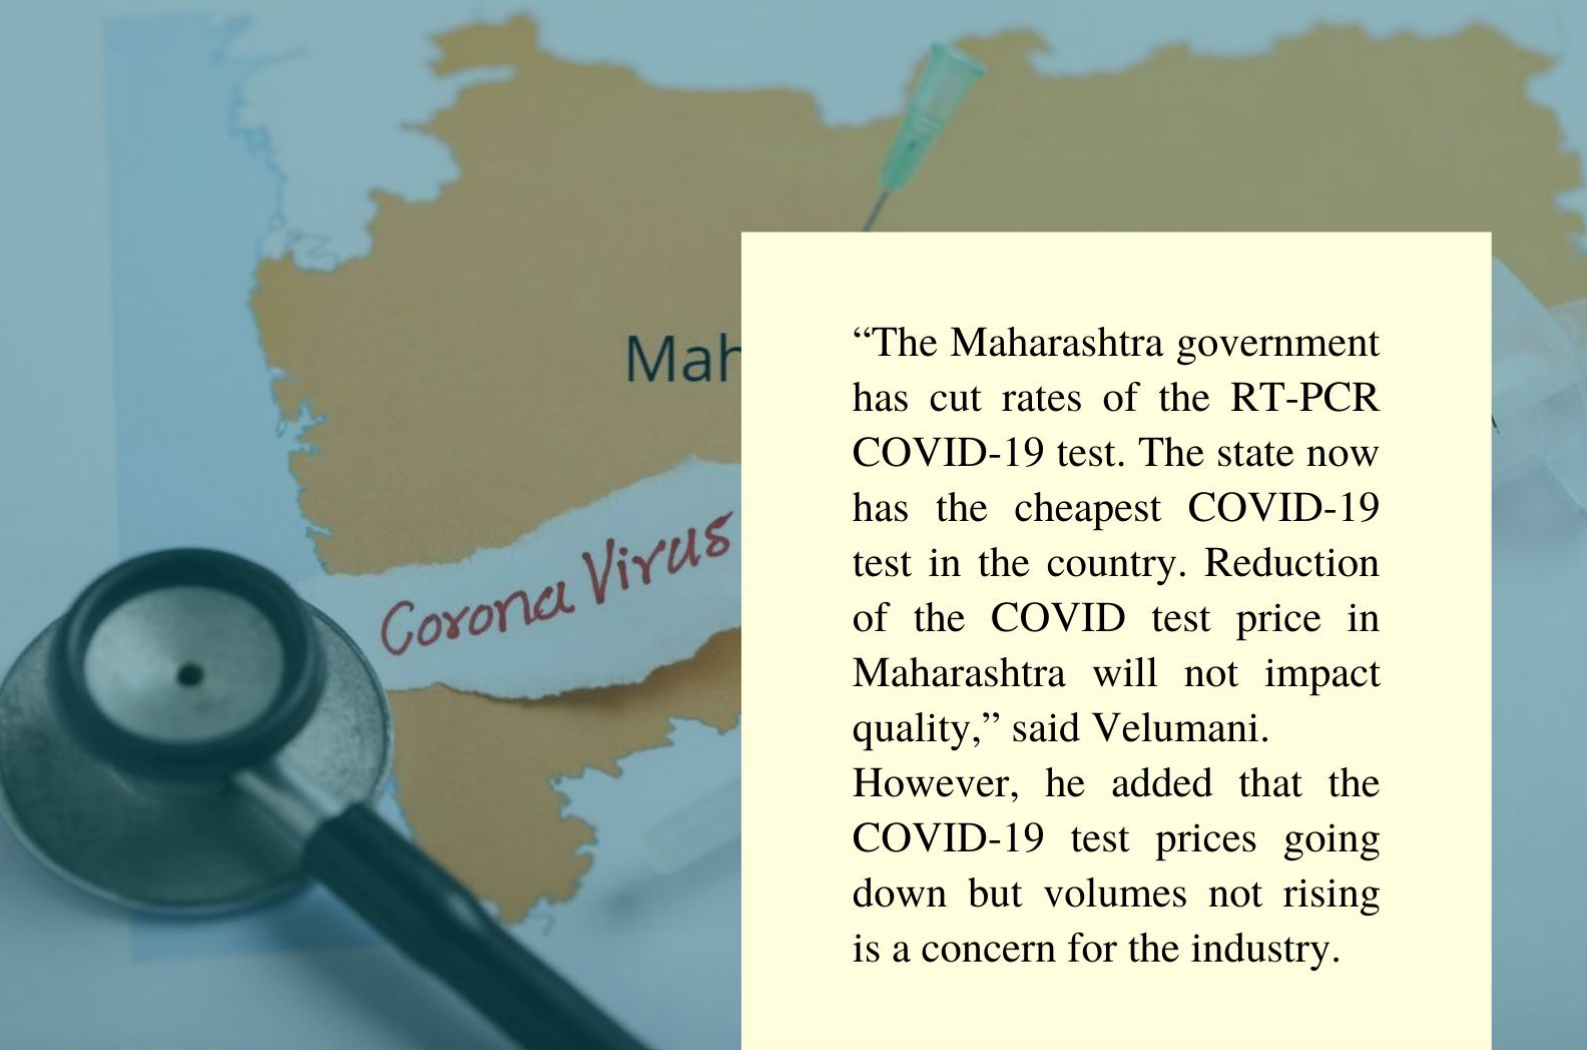 Mah
Corona Virus
“The Maharashtra government
has cut rates of the RT-PCR
COVID-19 test. The state now
has the cheapest COVID-19
test in the country. Reduction
of the COVID test price in
Maharashtra will not impact
quality,” said Velumani.
However, he added that the
COVID-19 test prices going
down but volumes not rising
is a concern for the industry.